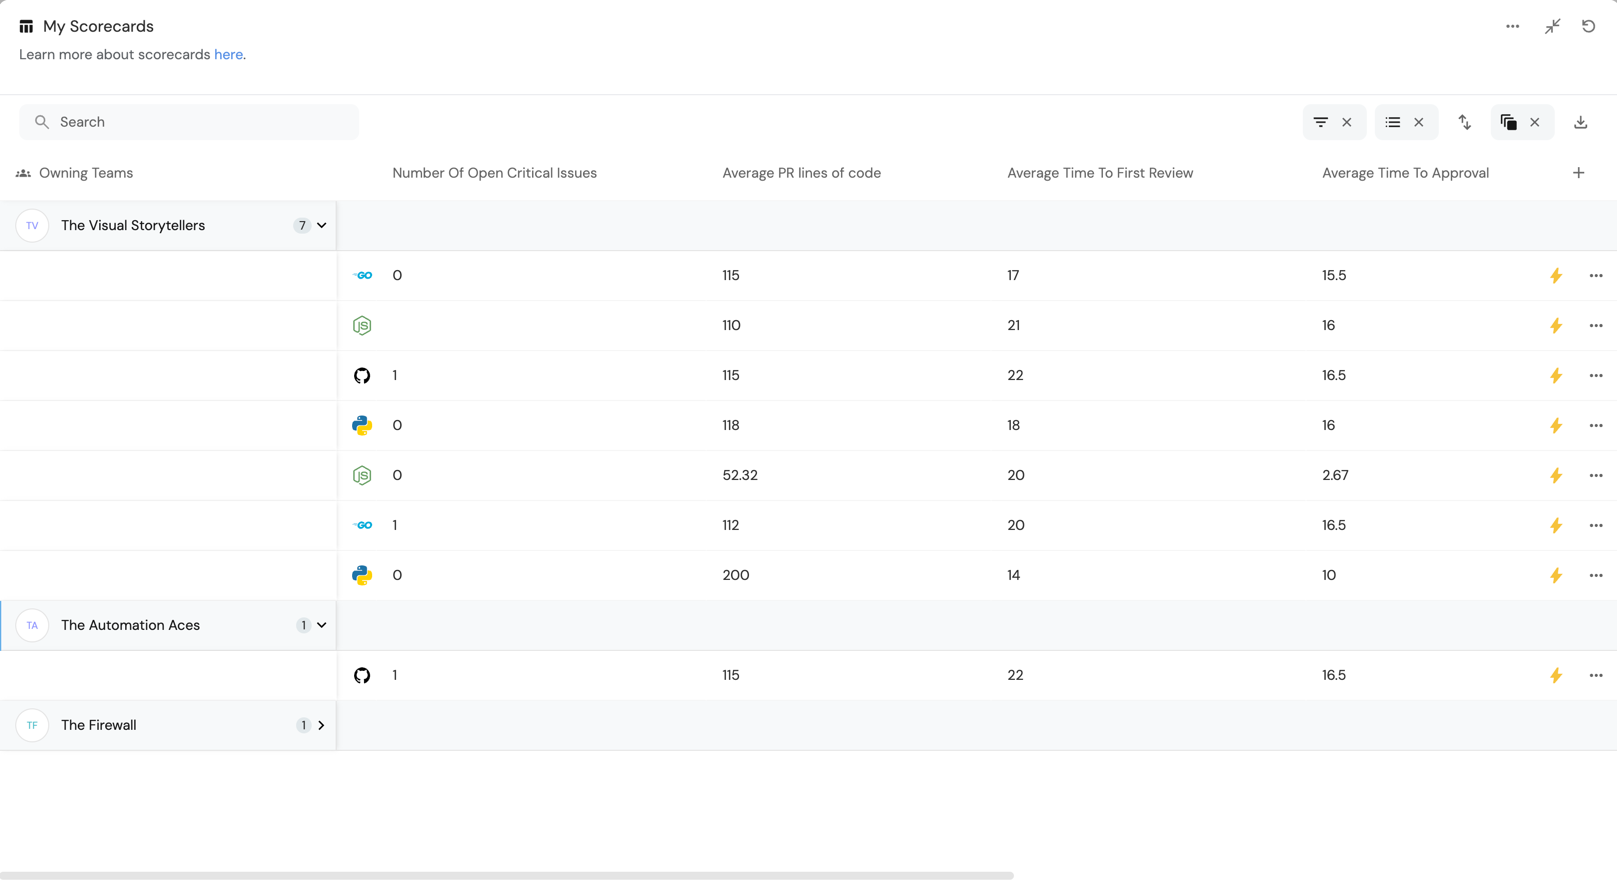 My Scorecards
Learn more about scorecards here.
Search
Owning Teams Number Of Open Critical Issues Average PR lines of code Average Time To First Review Average Time To Approval
TV The Visual Storytellers 7
GO 0 115 17 15.5
JS 110 21 16
1 115 22 16.5
0 118 18 16
JS 0 52.32 20 2.67
GO 1 112 20 16.5
0 200 14 10
TA The Automation Aces 1
1 115 22 16.5
TF The Firewall 1